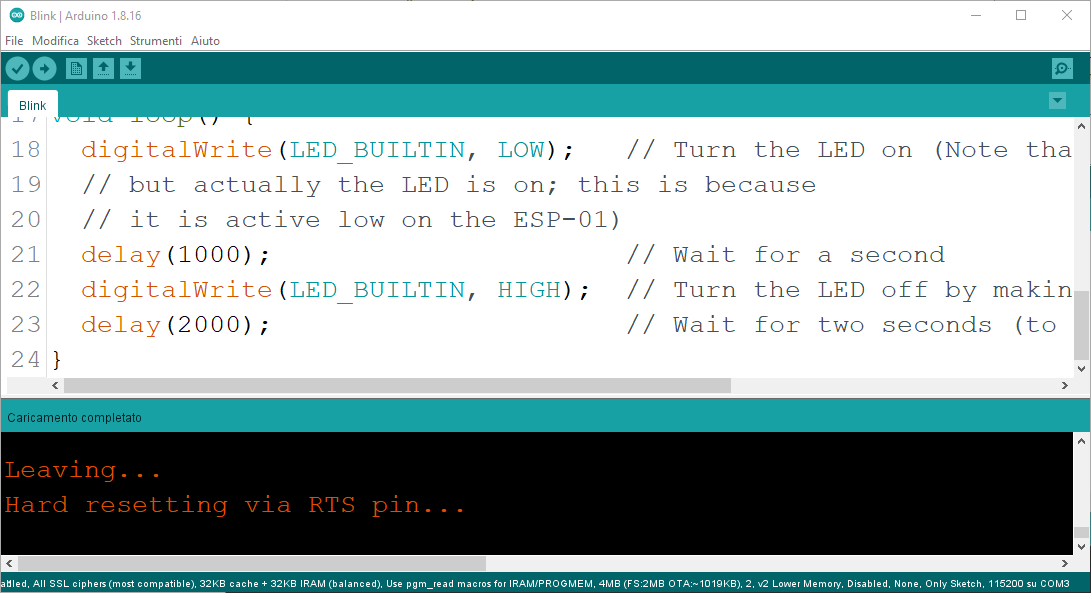 Blink | Arduino 1.8.16
File Modifica Sketch Strumenti Aiuto
Blink
17 void loop() {
18 digitalWrite(LED_BUILTIN, LOW); // Turn the LED on (Note tha
19 // but actually the LED is on; this is because
20 // it is active low on the ESP-01)
21 delay(1000); // Wait for a second
22 digitalWrite(LED_BUILTIN, HIGH); // Turn the LED off by makin
23 delay(2000); // Wait for two seconds (to
24 }
Caricamento completato
Leaving...
Hard resetting via RTS pin...
, All SSL ciphers (most compatible), 32KB cache + 32KB IRAM (balanced), Use pgm_read macros for IRAM/PROGMEM, 4MB (FS:2MB OTA:~1019KB), 2, v2 Lower Memory, Disabled, None, Only Sketch, 115200 su COM3